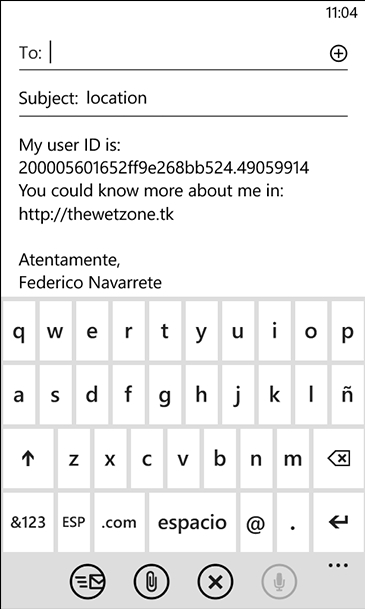 11:04
To:
Subject: location
My user ID is:
200005601652ff9e268bb524.49059914
You could know more about me in:
http://thewetzone.tk
Atentamente,
Federico Navarrete
q w e r t y u i o p
a s d f g h j k l ñ
z x c v b n m
&123 ESP .com espacio @ .